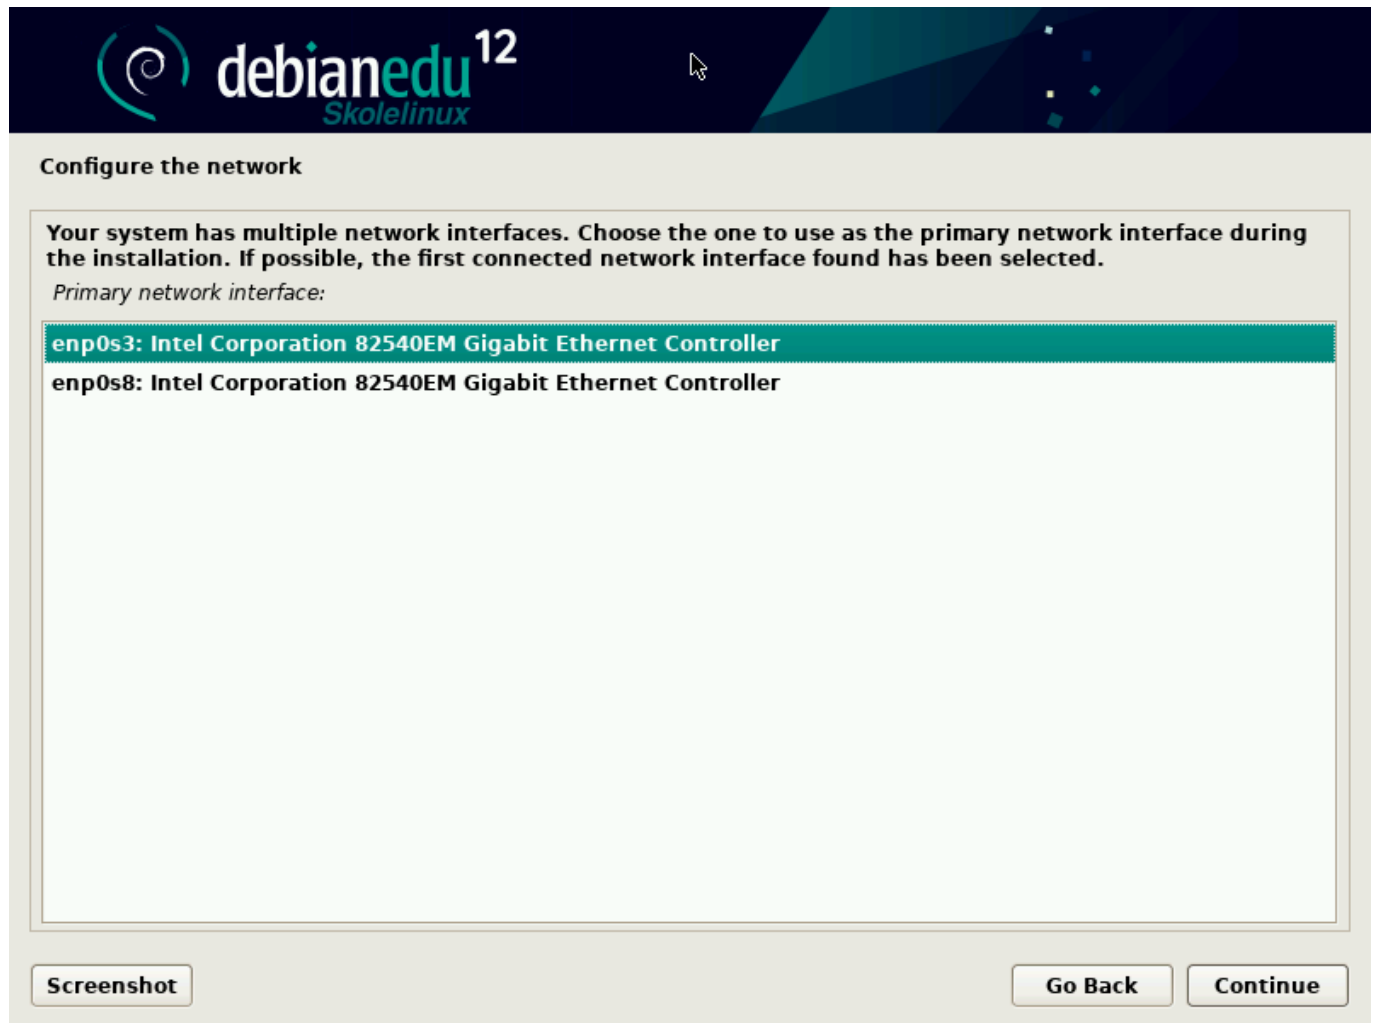 debianedu 12
Skolelinux
Configure the network
Your system has multiple network interfaces. Choose the one to use as the primary network interface during
the installation. If possible, the first connected network interface found has been selected.
Primary network interface:
enp0s3: Intel Corporation 82540EM Gigabit Ethernet Controller
enp0s8: Intel Corporation 82540EM Gigabit Ethernet Controller
Screenshot
Go Back
Continue